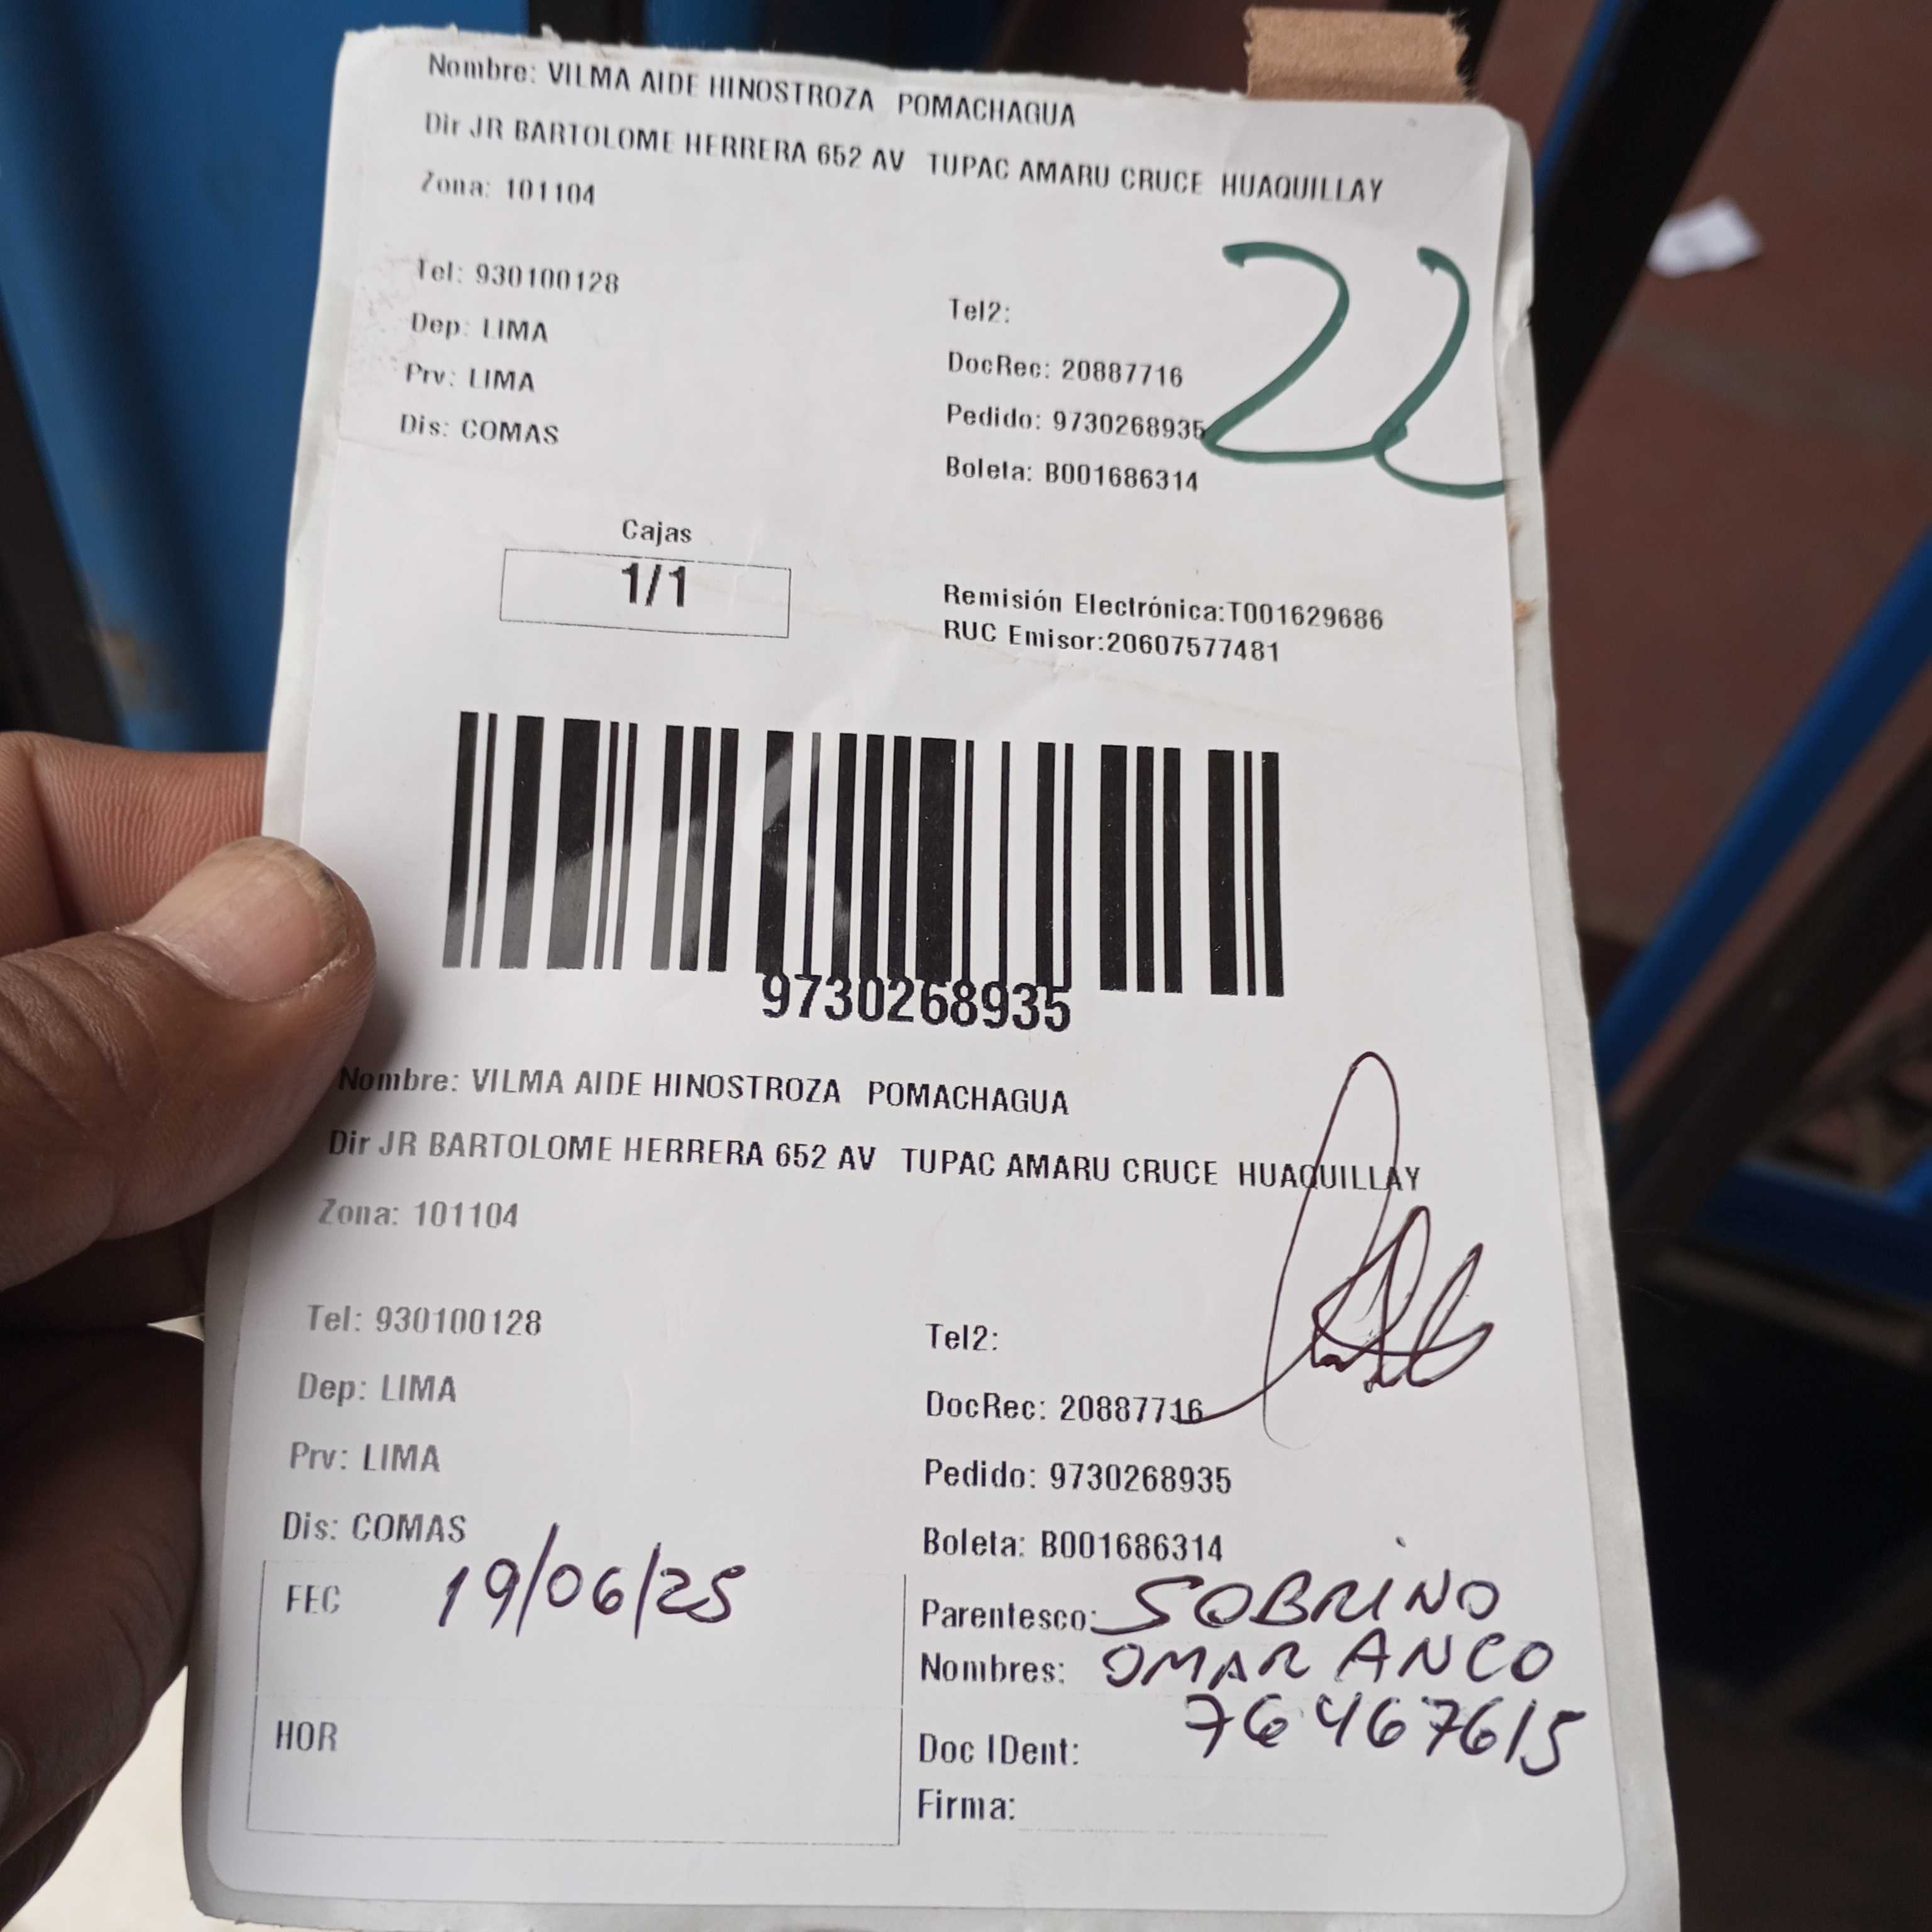 Nombre: VILMA AIDE HINOSTROZA POMACHAGUA
Dir JR BARTOLOME HERRERA 652 AV TUPAC AMARU CRUCE HUAQUILLAY
Zona: 101104
22
Tel: 930100128
Tel2:
Dep: LIMA
DocRec: 20887716
Prv: LIMA
Pedido: 9730268935
Dis: COMAS
Boleta: B001686314
Cajas
1/1
Remisión Electrónica:T001629686
RUC Emisor:20607577481
9730268935
Nombre: VILMA AIDE HINOSTROZA POMACHAGUA
Dir JR BARTOLOME HERRERA 652 AV TUPAC AMARU CRUCE HUAQUILLAY
Zona: 101104
Tel: 930100128
Tel2:
Dep: LIMA
DocRec: 20887716
Prv: LIMA
Pedido: 9730268935
Dis: COMAS
Boleta: B001686314
FEC 19/06/25
Parentesco: SOBRINO
Nombres: OMAR ANCO
HOR
Doc IDent: 76467615
Firma: